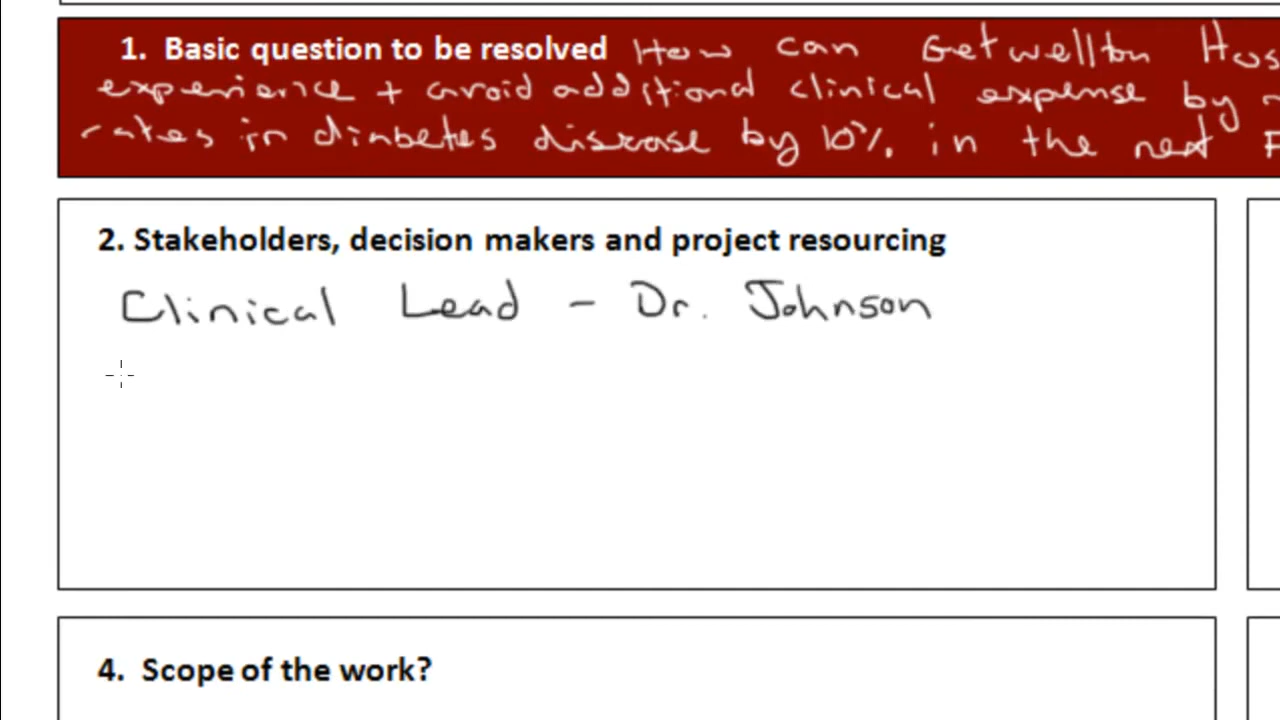 1. Basic question to be resolved How can Getwellton Hos
experience + avoid additional clinical expense by
rates in diabetes disease by 10% in the next F
2. Stakeholders, decision makers and project resourcing
Clinical Lead - Dr. Johnson
4. Scope of the work?